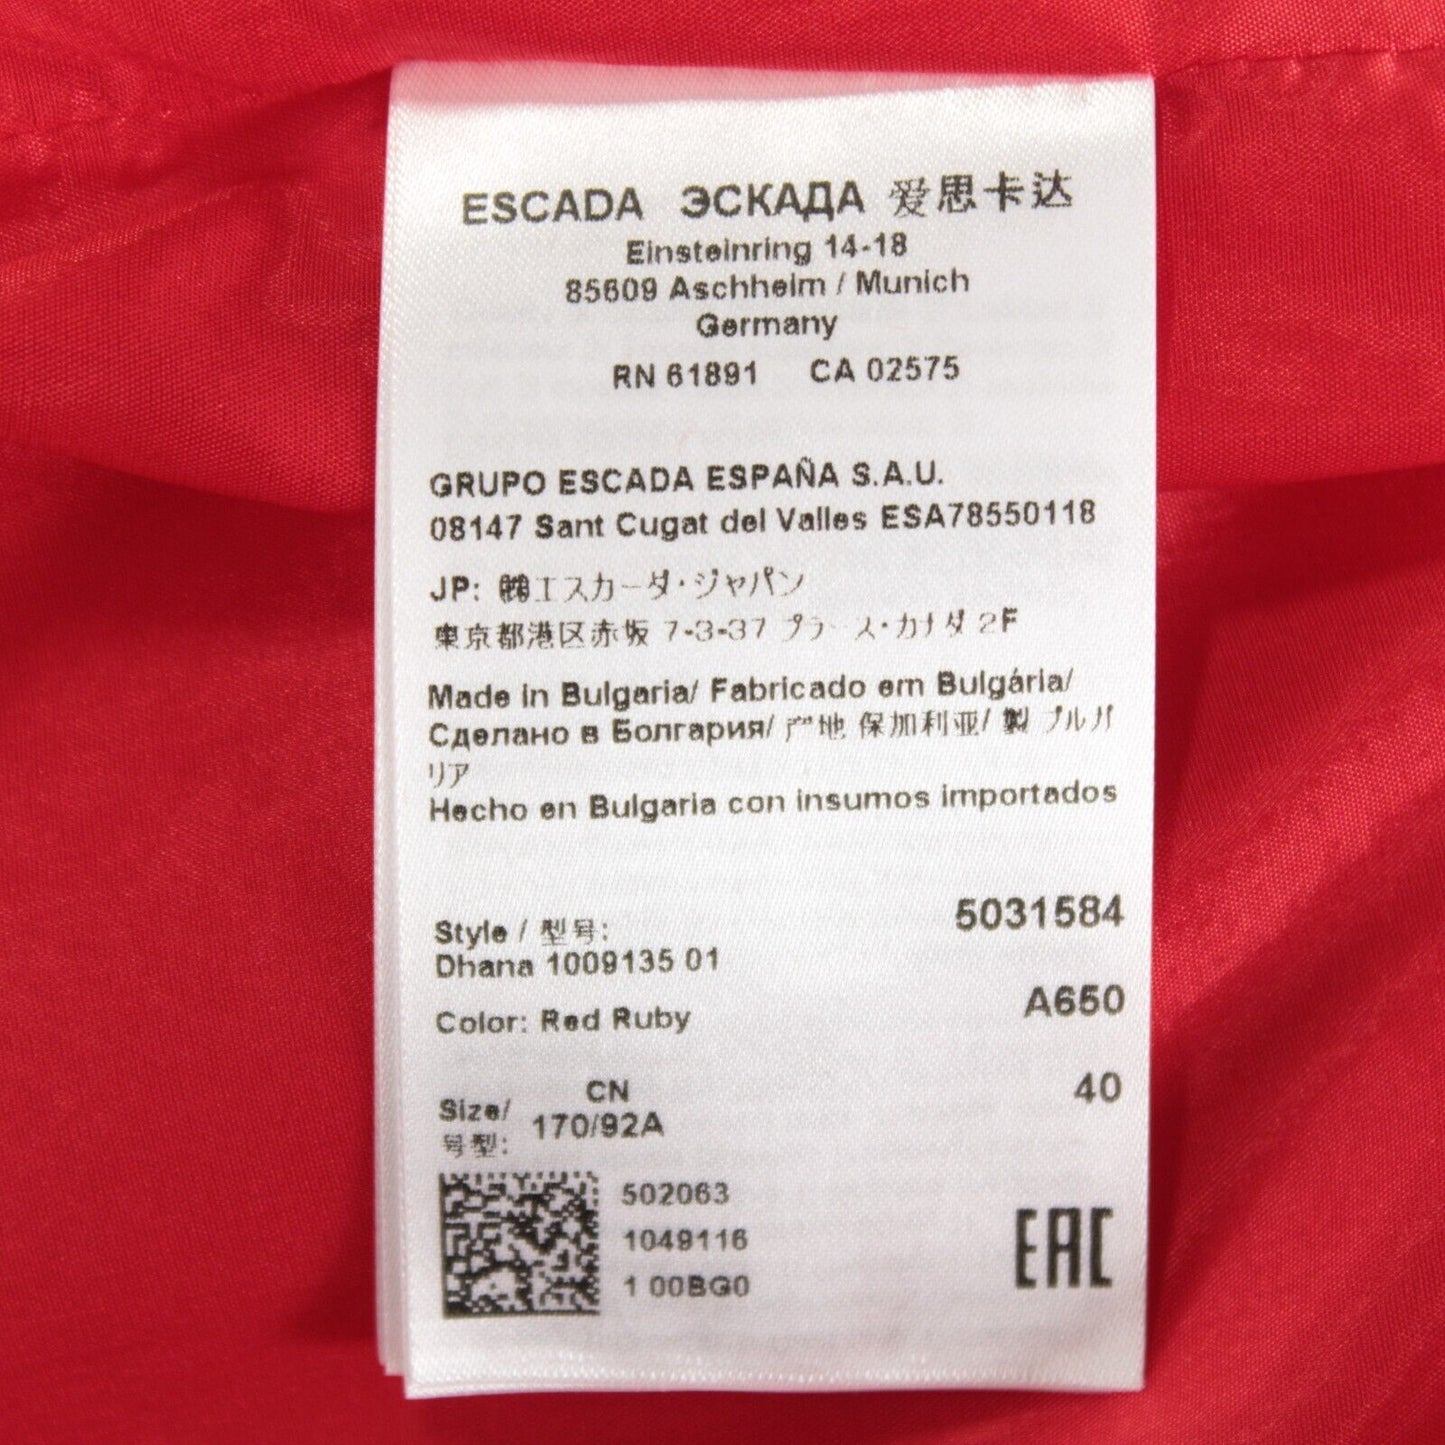 ESCADA ЭСКАДА 爱思卡达
Einsteinring 14-18
85609 Aschheim / Munich
Germany
RN 61891 CA 02575
GRUPO ESCADA ESPAÑA S.A.U.
08147 Sant Cugat del Valles ESA78550118
JP: ㈱エスカーダ・ジャパン
東京都港区赤坂 7-3-37 プラース・カナダ 2F
Made in Bulgaria/ Fabricado em Bulgária/
Сделано в Болгария/ 产地 保加利亚/ 製 ブルガ
リア
Hecho en Bulgaria con insumos importados
Style / 型号: 5031584
Dhana 1009135 01
Color: Red Ruby A650
CN 40
Size/ 170/92A
号型:
502063
1049116
1 00BG0
EAC